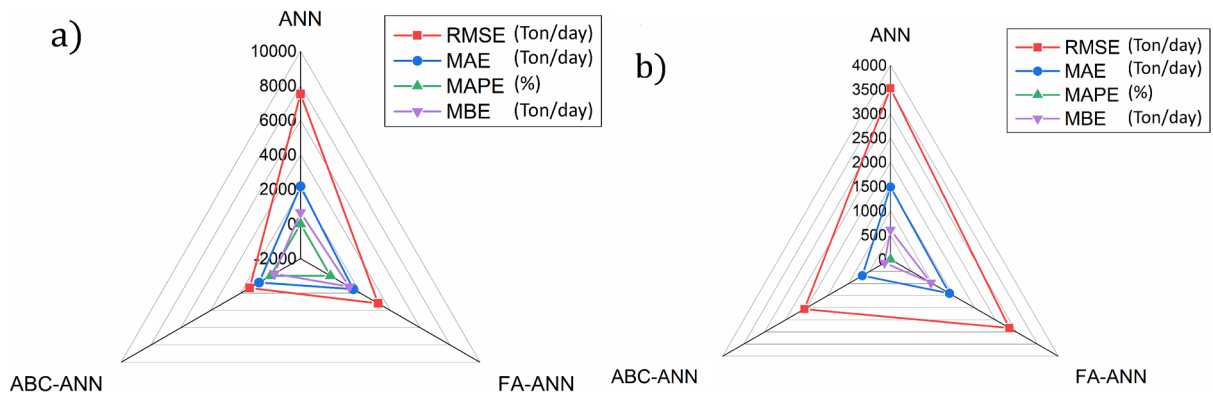 a)
ANN
RMSE (Ton/day)
MAE (Ton/day)
MAPE (%)
MBE (Ton/day)
10000
8000
6000
4000
2000
0
-2000
ABC-ANN
FA-ANN
b)
ANN
RMSE (Ton/day)
MAE (Ton/day)
MAPE (%)
MBE (Ton/day)
4000
3500
3000
2500
2000
1500
1000
500
0
ABC-ANN
FA-ANN